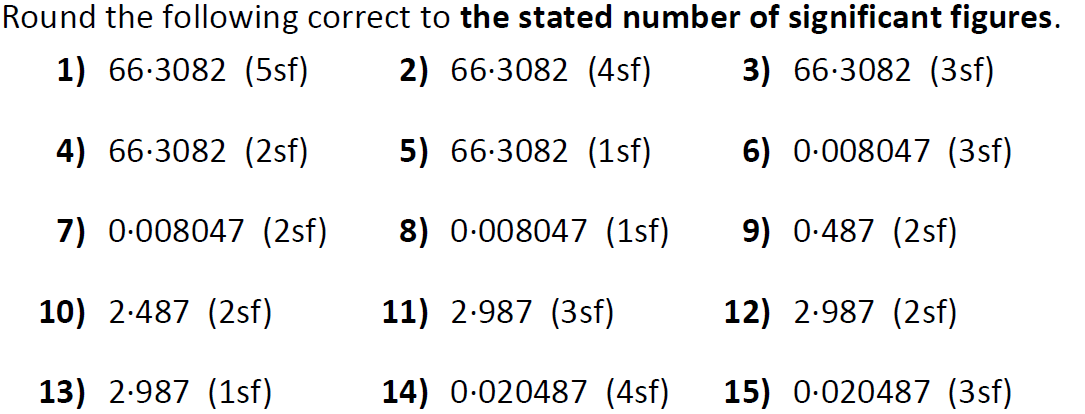 Round the following correct to the stated number of significant figures.
1) 66·3082 (5sf) 2) 66·3082 (4sf) 3) 66·3082 (3sf)
4) 66·3082 (2sf) 5) 66·3082 (1sf) 6) 0·008047 (3sf)
7) 0·008047 (2sf) 8) 0·008047 (1sf) 9) 0·487 (2sf)
10) 2·487 (2sf) 11) 2·987 (3sf) 12) 2·987 (2sf)
13) 2·987 (1sf) 14) 0·020487 (4sf) 15) 0·020487 (3sf)